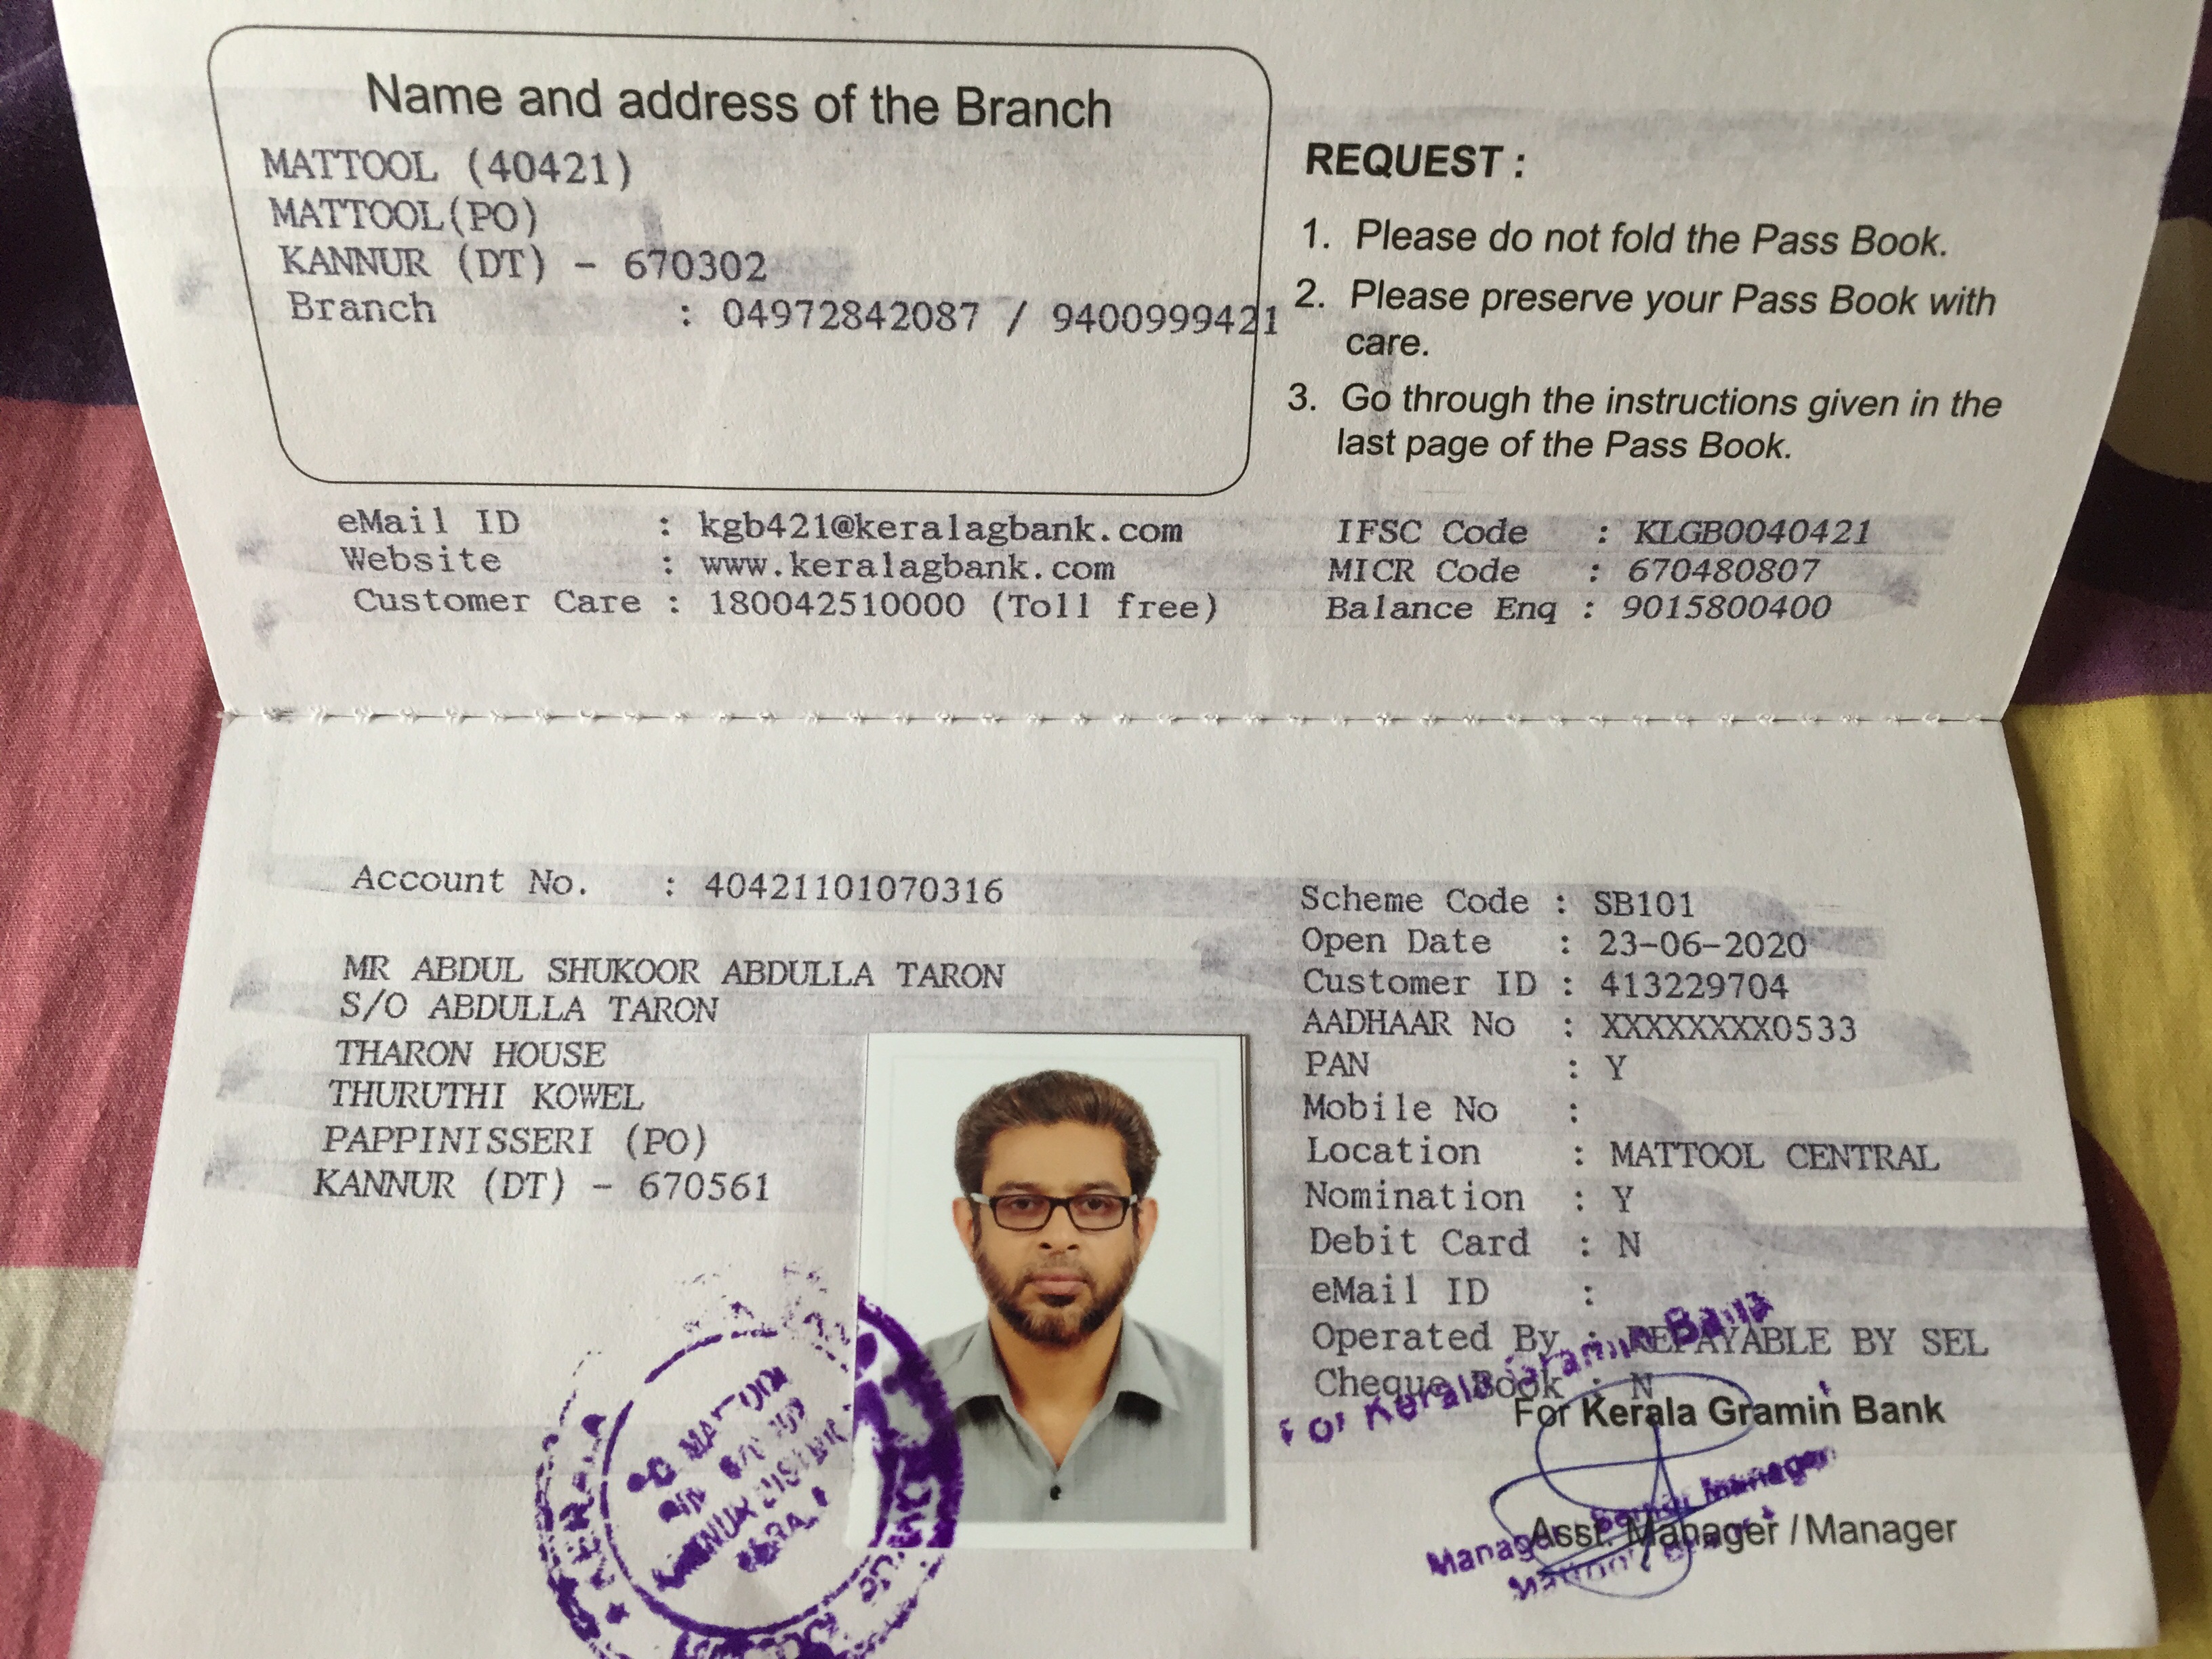 Name and address of the Branch
MATTOOL (40421)
MATTOOL(PO)
KANNUR (DT) - 670302
Branch : 04972842087 / 9400999421
REQUEST :
1. Please do not fold the Pass Book.
2. Please preserve your Pass Book with
care.
3. Go through the instructions given in the
last page of the Pass Book.
eMail ID : kgb421@keralagbank.com
Website : www.keralagbank.com
Customer Care : 180042510000 (Toll free)
IFSC Code : KLGB0040421
MICR Code : 670480807
Balance Enq : 9015800400
Account No. : 40421101070316
MR ABDUL SHUKOOR ABDULLA TARON
S/O ABDULLA TARON
THARON HOUSE
THURUTHI KOWEL
PAPPINISSERI (PO)
KANNUR (DT) - 670561
Scheme Code : SB101
Open Date : 23-06-2020
Customer ID : 413229704
AADHAAR No : XXXXXXXX0533
PAN : Y
Mobile No :
Location : MATTOOL CENTRAL
Nomination : Y
Debit Card : N
eMail ID :
Operated By : REPAYABLE BY SEL
Cheque Book : N
For Kerala Gramin Bank
For Kerala Gramin Bank
Asst. Manager / Manager
Manager